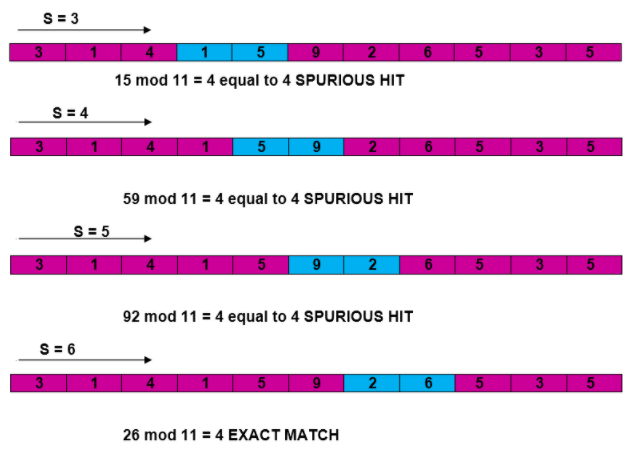 S = 3
3 1 4 1 5 9 2 6 5 3 5
15 mod 11 = 4 equal to 4 SPURIOUS HIT
S = 4
3 1 4 1 5 9 2 6 5 3 5
59 mod 11 = 4 equal to 4 SPURIOUS HIT
S = 5
3 1 4 1 5 9 2 6 5 3 5
92 mod 11 = 4 equal to 4 SPURIOUS HIT
S = 6
3 1 4 1 5 9 2 6 5 3 5
26 mod 11 = 4 EXACT MATCH